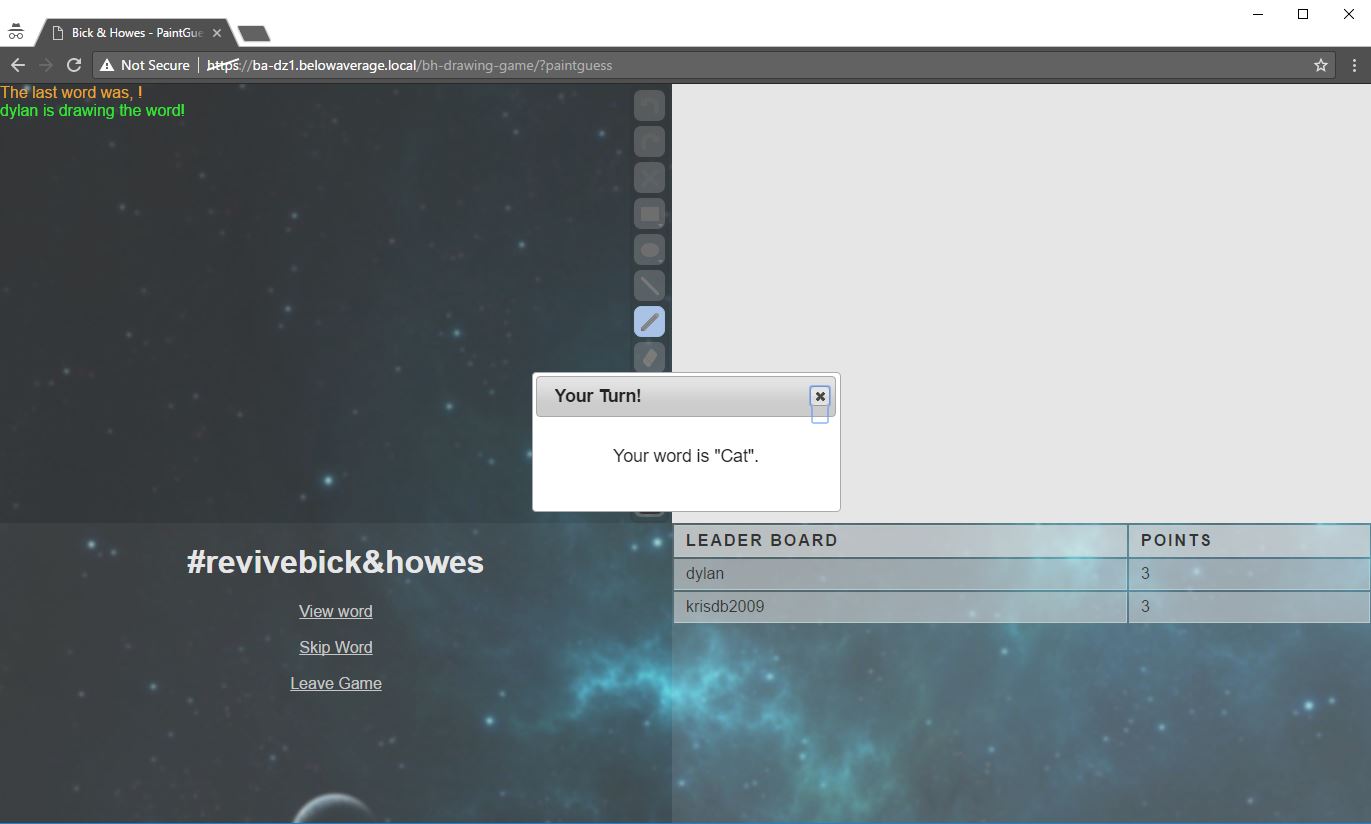 Bick & Howes - PaintGue
Not Secure | https://ba-dz1.belowaverage.local/bh-drawing-game/?paintguess
The last word was, !
dylan is drawing the word!
Your Turn!
Your word is "Cat".
#revivebick&howes
View word
Skip Word
Leave Game
LEADER BOARD POINTS
dylan 3
krisdb2009 3